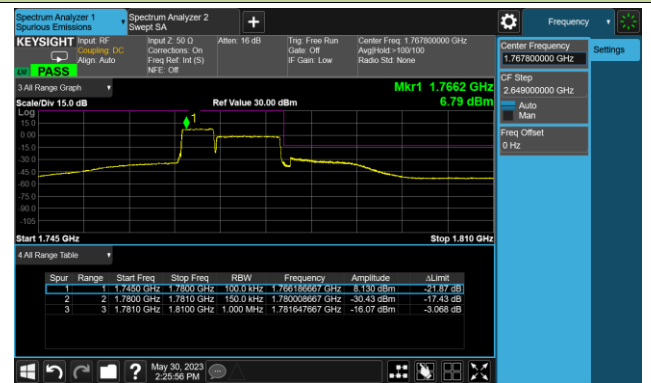 Spectrum Analyzer 1
Spurious Emissions
Spectrum Analyzer 2
Swept SA
Frequency
KEYSIGHT
Input: RF
Coupling: DC
Align: Auto
Input Z: 50 Ω
Corrections: On
Freq Ref: Int (S)
NFE: Off
Atten: 16 dB
Trig: Free Run
Gate: Off
IF Gain: Low
Center Freq: 1.767800000 GHz
Avg|Hold:>100/100
Radio Std: None
PASS
Center Frequency
1.767800000 GHz
Settings
CF Step
2.649000000 GHz
Auto
Man
Freq Offset
0 Hz
3 All Range Graph
Mkr1 1.7662 GHz
Scale/Div 15.0 dB
Ref Value 30.00 dBm
6.79 dBm
Log
15.0
0.00
-15.0
-30.0
-45.0
-60.0
-75.0
-90.0
-105
1
Start 1.745 GHz
Stop 1.810 GHz
4 All Range Table
Spur Range Start Freq Stop Freq RBW Frequency Amplitude ΔLimit
1 1 1.7450 GHz 1.7800 GHz 100.0 kHz 1.766186667 GHz 8.130 dBm -21.87 dB
2 2 1.7800 GHz 1.7810 GHz 150.0 kHz 1.780008667 GHz -30.43 dBm -17.43 dB
3 3 1.7810 GHz 1.8100 GHz 1.000 MHz 1.781647667 GHz -16.07 dBm -3.068 dB
May 30, 2023
2:25:56 PM